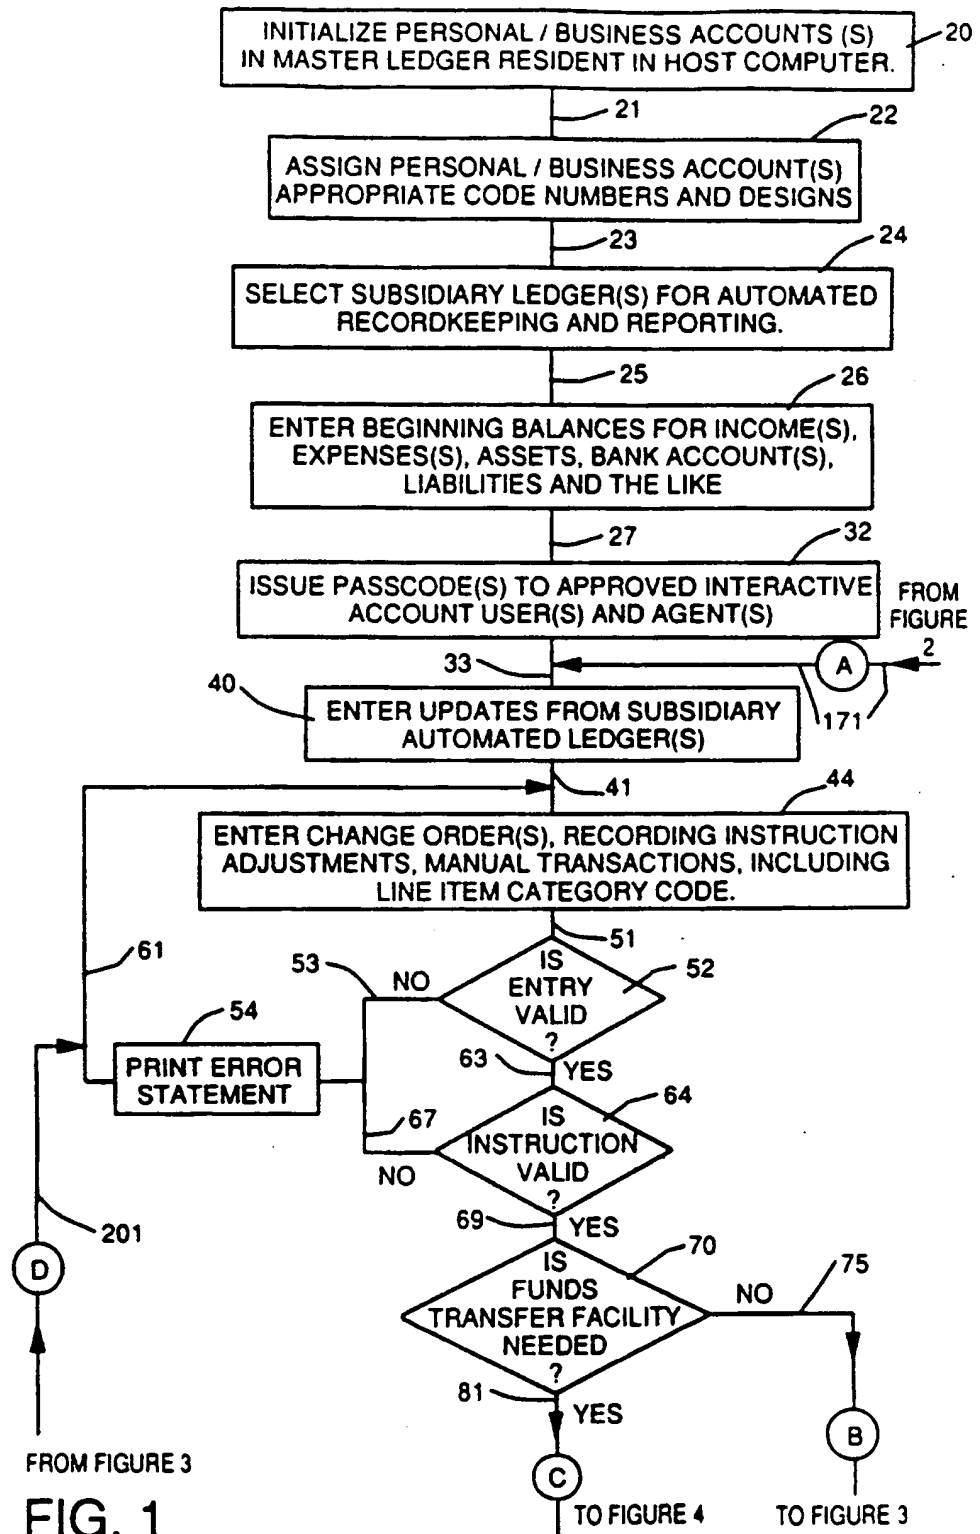 INITIALIZE PERSONAL / BUSINESS ACCOUNTS (S)
IN MASTER LEDGER RESIDENT IN HOST COMPUTER.
20
21
22
ASSIGN PERSONAL / BUSINESS ACCOUNT(S)
APPROPRIATE CODE NUMBERS AND DESIGNS
23
24
SELECT SUBSIDIARY LEDGER(S) FOR AUTOMATED
RECORDKEEPING AND REPORTING.
25
26
ENTER BEGINNING BALANCES FOR INCOME(S),
EXPENSES(S), ASSETS, BANK ACCOUNT(S),
LIABILITIES AND THE LIKE
27
32
ISSUE PASSCODE(S) TO APPROVED INTERACTIVE
ACCOUNT USER(S) AND AGENT(S)
FROM
FIGURE
2
33
A
171
40
ENTER UPDATES FROM SUBSIDIARY
AUTOMATED LEDGER(S)
41
44
ENTER CHANGE ORDER(S), RECORDING INSTRUCTION
ADJUSTMENTS, MANUAL TRANSACTIONS, INCLUDING
LINE ITEM CATEGORY CODE.
51
61
53
NO
IS
ENTRY
VALID
?
52
54
PRINT ERROR
STATEMENT
63
YES
64
67
NO
IS
INSTRUCTION
VALID
?
69
YES
201
D
70
IS
FUNDS
TRANSFER FACILITY
NEEDED
?
NO
75
81
YES
B
C
FROM FIGURE 3
TO FIGURE 4
TO FIGURE 3
FIG. 1